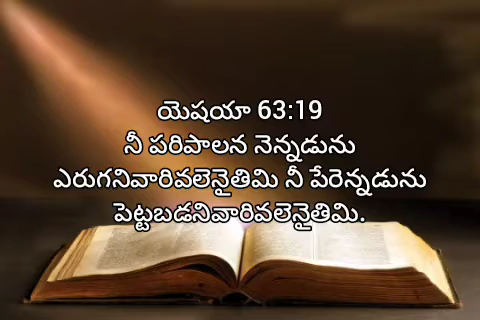 యెషయా 63:19
నీ పరిపాలన నెన్నడును
ఎరుగనివారివలెనైతిమి నీ పేరెన్నడును
పెట్టబడనివారివలెనైతిమి.